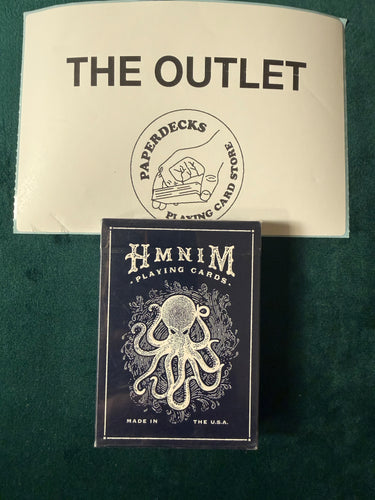 THE OUTLET
PAPERDECKS
PLAYING CARD STORE
HMNIM
PLAYING CARDS
MADE IN THE U.S.A.